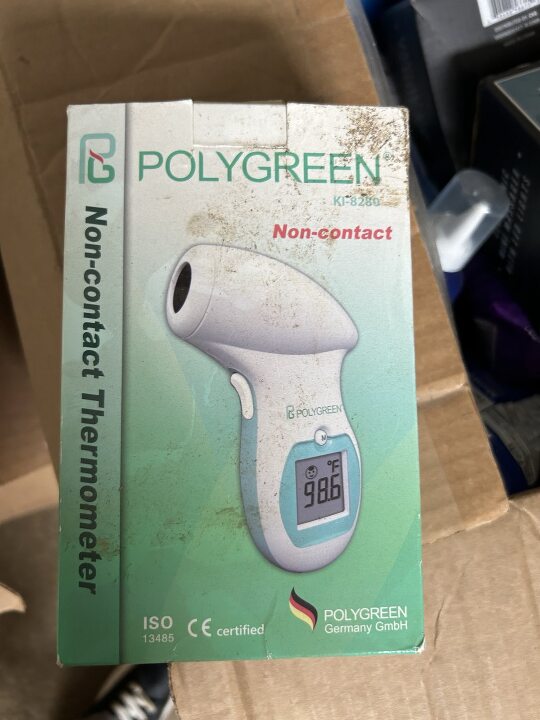 POLYGREEN®
KI-8280
Non-contact
Non-contact Thermometer
POLYGREEN
M
°F
98.6
ISO
13485
CE certified
POLYGREEN
Germany GmbH